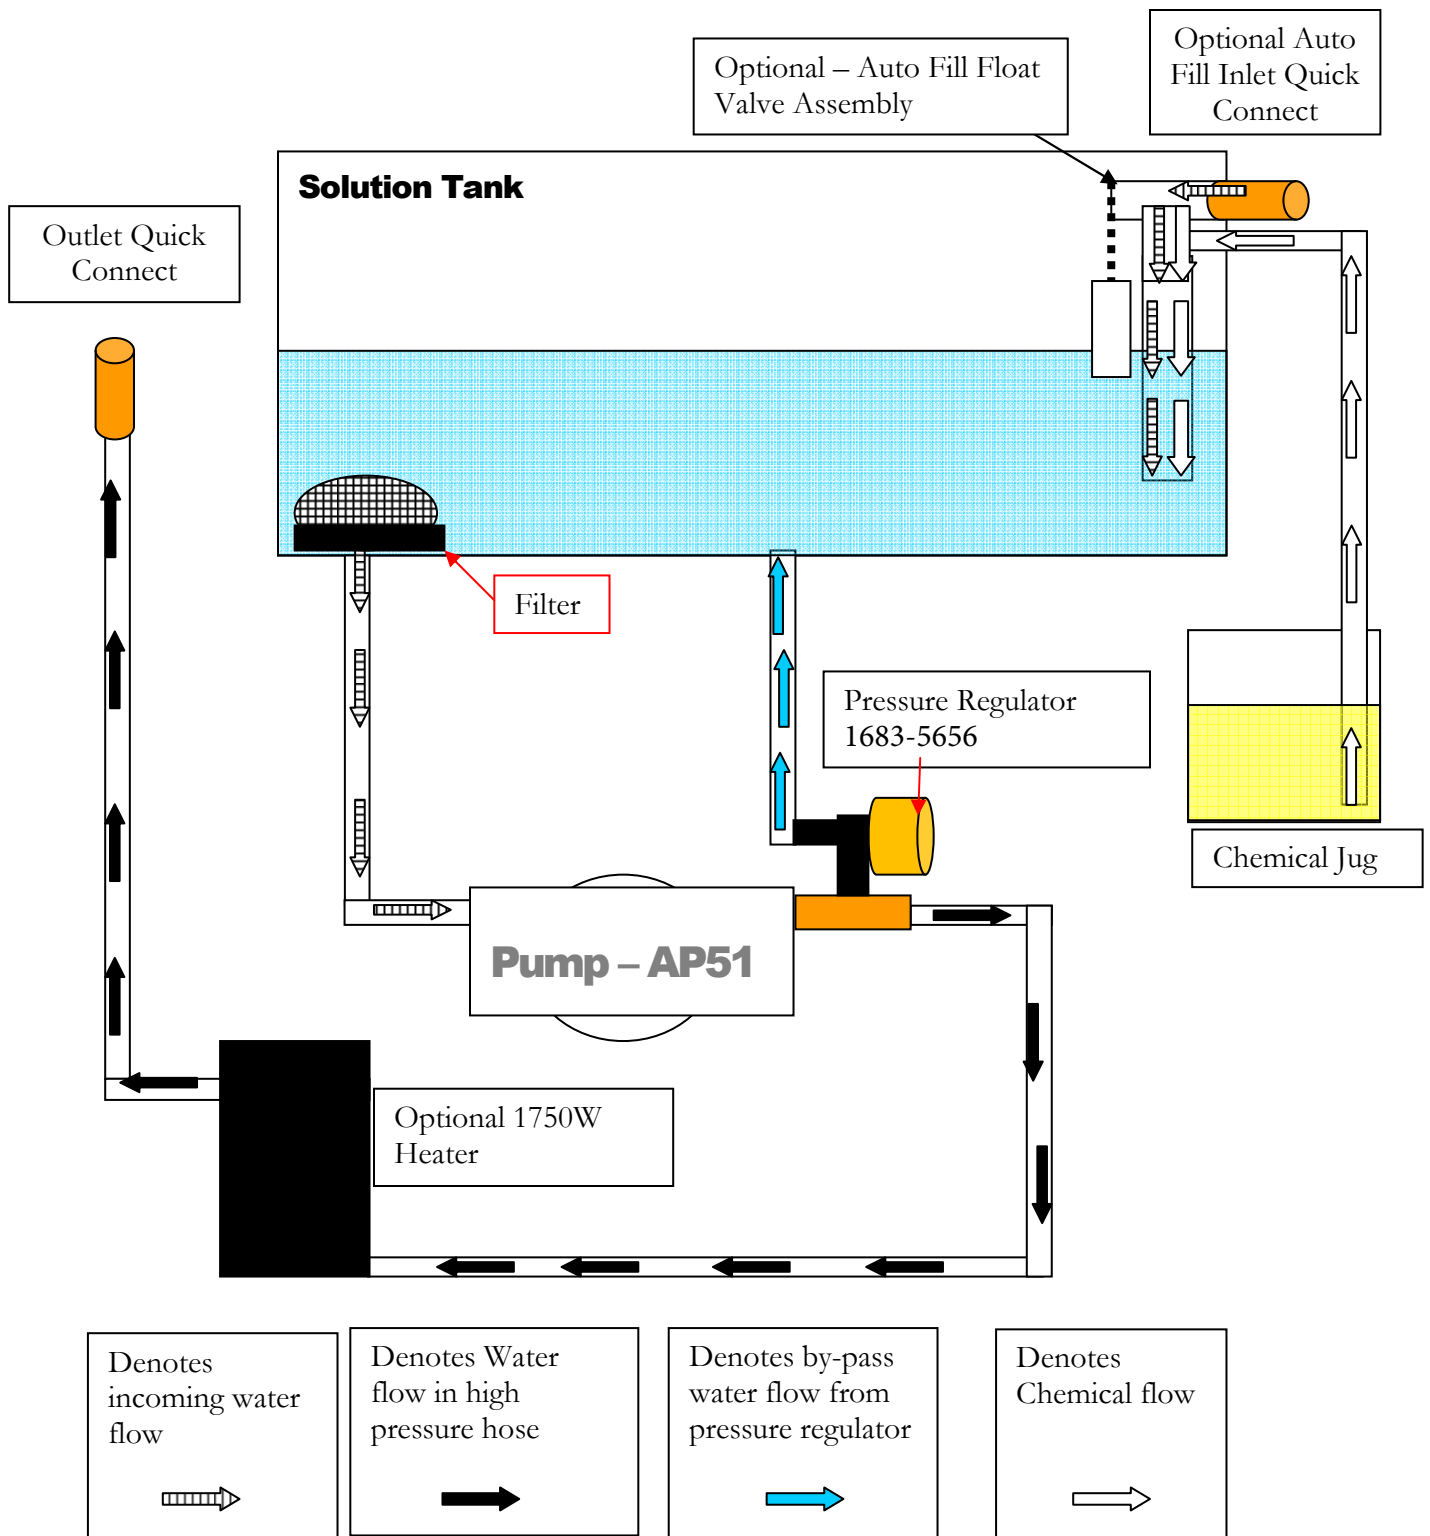 Optional Auto
Fill Inlet Quick
Connect
Optional – Auto Fill Float
Valve Assembly
Solution Tank
Outlet Quick
Connect
Filter
Pressure Regulator
1683-5656
Chemical Jug
Pump – AP51
Optional 1750W
Heater
Denotes
incoming water
flow
Denotes Water
flow in high
pressure hose
Denotes by-pass
water flow from
pressure regulator
Denotes
Chemical flow